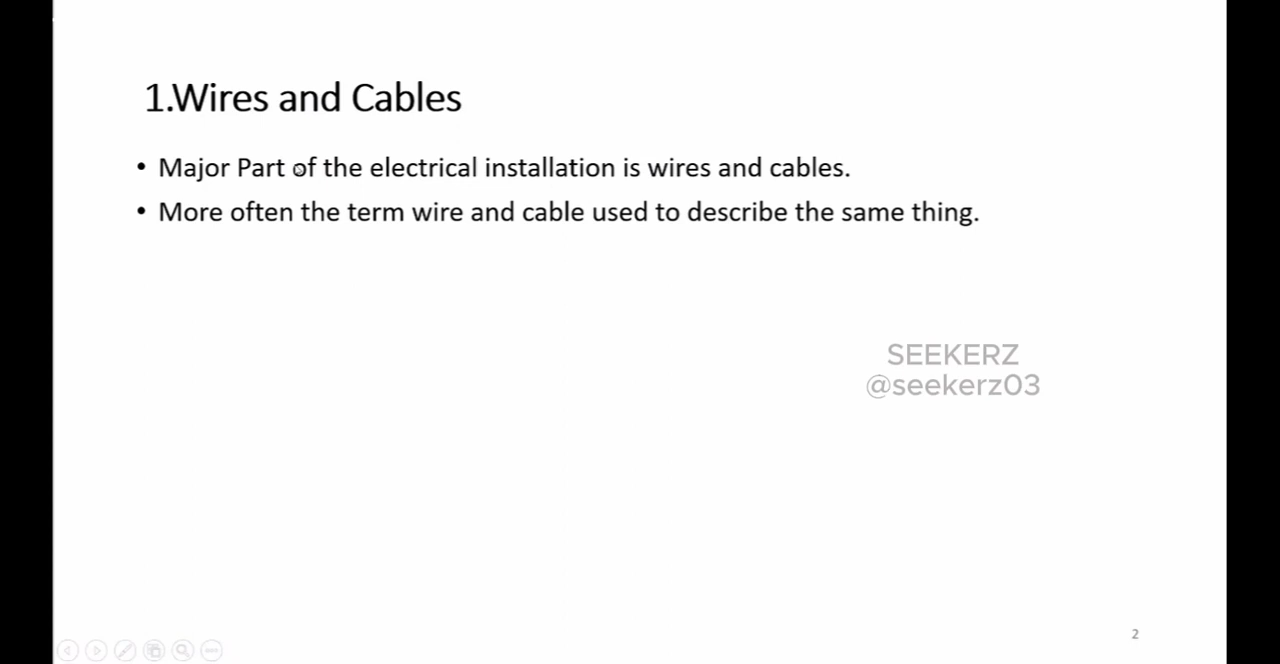 1.Wires and Cables
• Major Part of the electrical installation is wires and cables.
• More often the term wire and cable used to describe the same thing.
SEEKERZ
@seekerz03
2